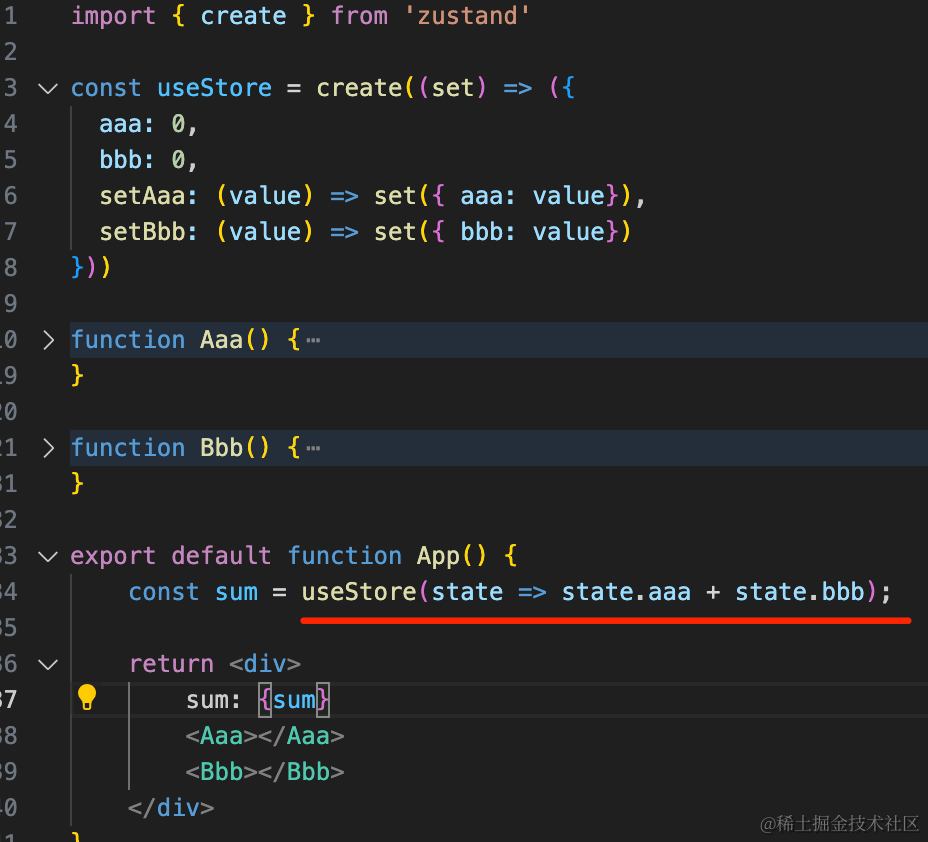 1 import { create } from 'zustand'
2
3 const useStore = create((set) => ({
4 aaa: 0,
5 bbb: 0,
6 setAaa: (value) => set({ aaa: value}),
7 setBbb: (value) => set({ bbb: value})
8 }))
9
10 function Aaa() { ⋯
19 }
20
21 function Bbb() { ⋯
31 }
32
33 export default function App() {
34 const sum = useStore(state => state.aaa + state.bbb);
35
36 return <div>
37 sum: {sum}
38 <Aaa></Aaa>
39 <Bbb></Bbb>
40 </div>
41 }
@稀土掘金技术社区